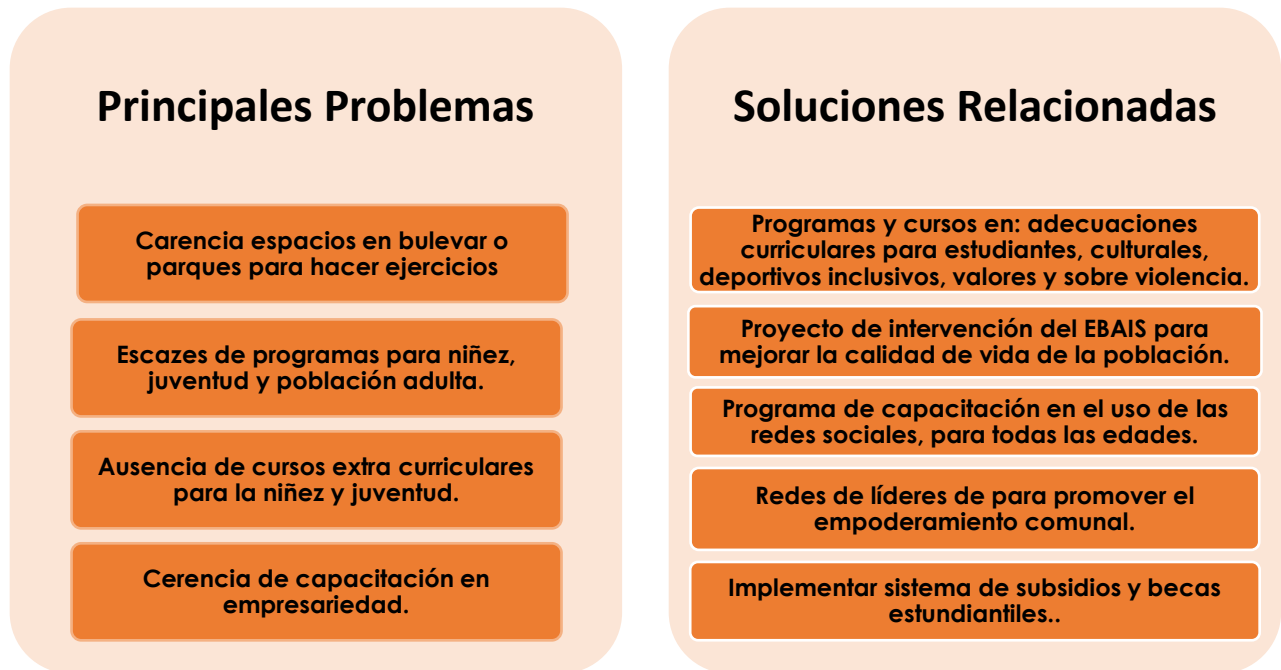 Principales Problemas
Carencia espacios en bulevar o
parques para hacer ejercicios
Escazes de programas para niñez,
juventud y población adulta.
Ausencia de cursos extra curriculares
para la niñez y juventud.
Cerencia de capacitación en
empresariedad.
Soluciones Relacionadas
Programas y cursos en: adecuaciones
curriculares para estudiantes, culturales,
deportivos inclusivos, valores y sobre violencia.
Proyecto de intervención del EBAIS para
mejorar la calidad de vida de la población.
Programa de capacitación en el uso de las
redes sociales, para todas las edades.
Redes de líderes de para promover el
empoderamiento comunal.
Implementar sistema de subsidios y becas
estundiantiles..